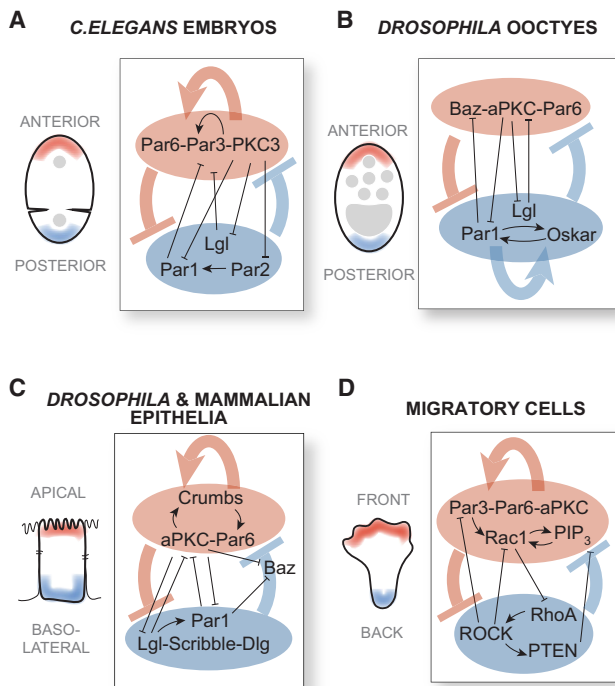 A
C.ELEGANS EMBRYOS
ANTERIOR
POSTERIOR
Par6-Par3-PKC3
Lgl
Par1
Par2
B
DROSOPHILA OOCTYES
ANTERIOR
POSTERIOR
Baz-aPKC-Par6
Lgl
Par1
Oskar
C
DROSOPHILA & MAMMALIAN
EPITHELIA
APICAL
BASO-
LATERAL
Crumbs
aPKC-Par6
Baz
Par1
Lgl-Scribble-Dlg
D
MIGRATORY CELLS
FRONT
BACK
Par3-Par6-aPKC
Rac1
PIP3
RhoA
ROCK
PTEN